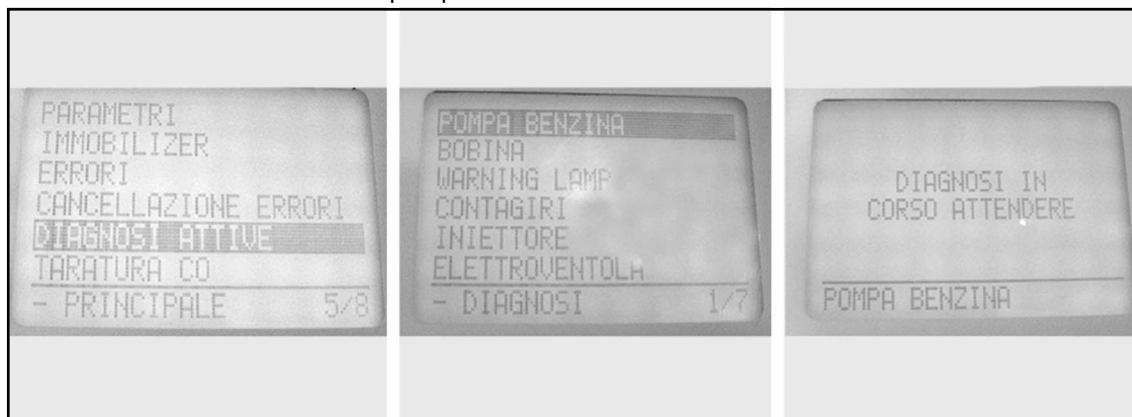 PARAMETRI
IMMOBILIZER
ERRORI
CANCELLAZIONE ERRORI
DIAGNOSI ATTIVE
TARATURA CO
- PRINCIPALE 5/8
POMPA BENZINA
BOBINA
WARNING LAMP
CONTAGIRI
INIETTORE
ELETTROVENTOLA
- DIAGNOSI 1/7
DIAGNOSI IN
CORSO ATTENDERE
POMPA BENZINA